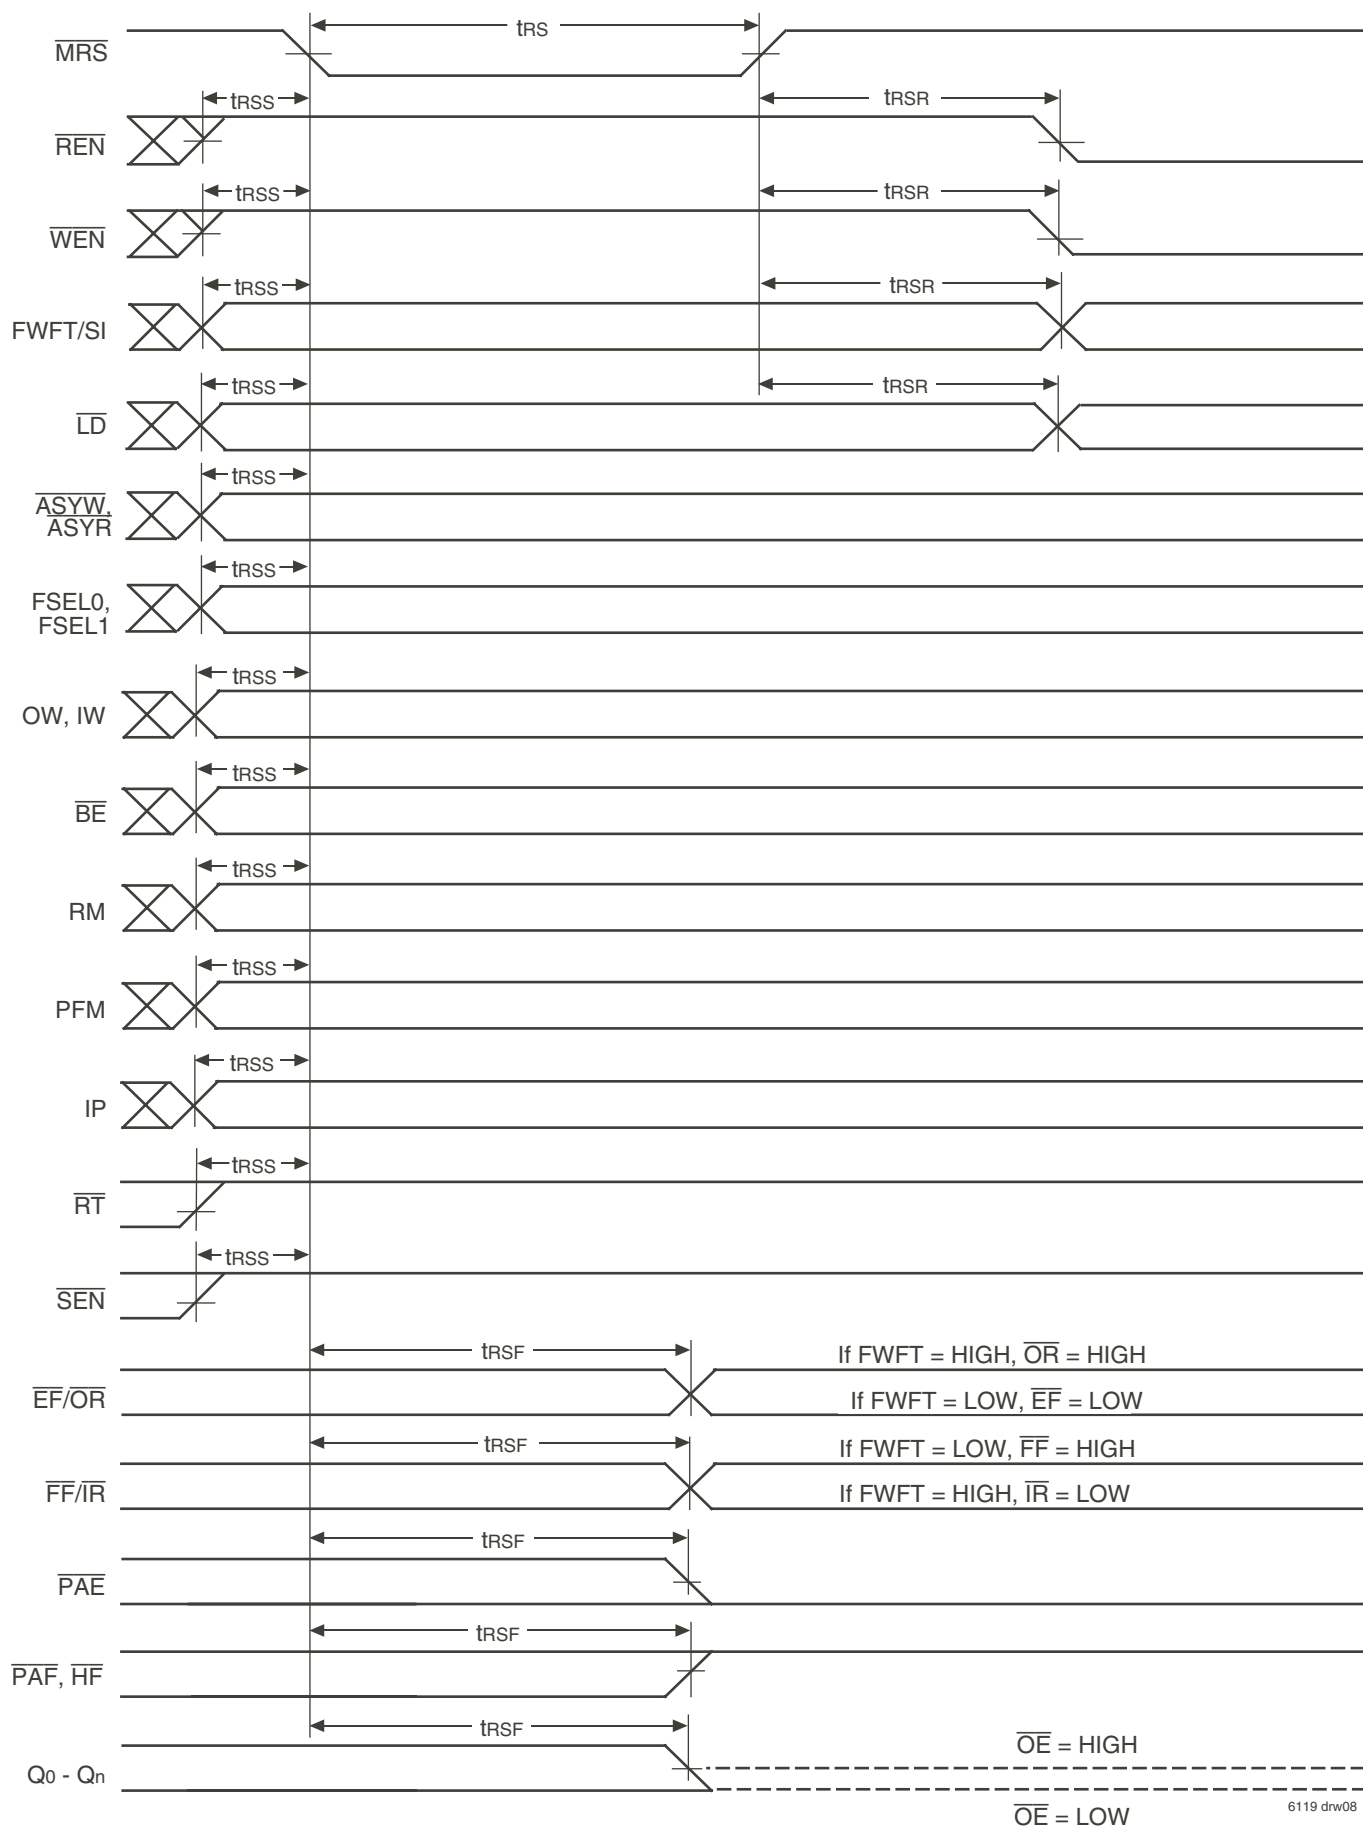 tRS
MRS
tRSS tRSR
REN
tRSS tRSR
WEN
tRSS tRSR
FWFT/SI
tRSS tRSR
LD
tRSS
ASYW,
ASYR
tRSS
FSEL0,
FSEL1
tRSS
OW, IW
tRSS
BE
tRSS
RM
tRSS
PFM
tRSS
IP
tRSS
RT
tRSS
SEN
tRSF If FWFT = HIGH, OR = HIGH
EF/OR If FWFT = LOW, EF = LOW
tRSF If FWFT = LOW, FF = HIGH
FF/IR If FWFT = HIGH, IR = LOW
tRSF
PAE
tRSF
PAF, HF
tRSF
OE = HIGH
Q0 - Qn
OE = LOW
6119 drw08